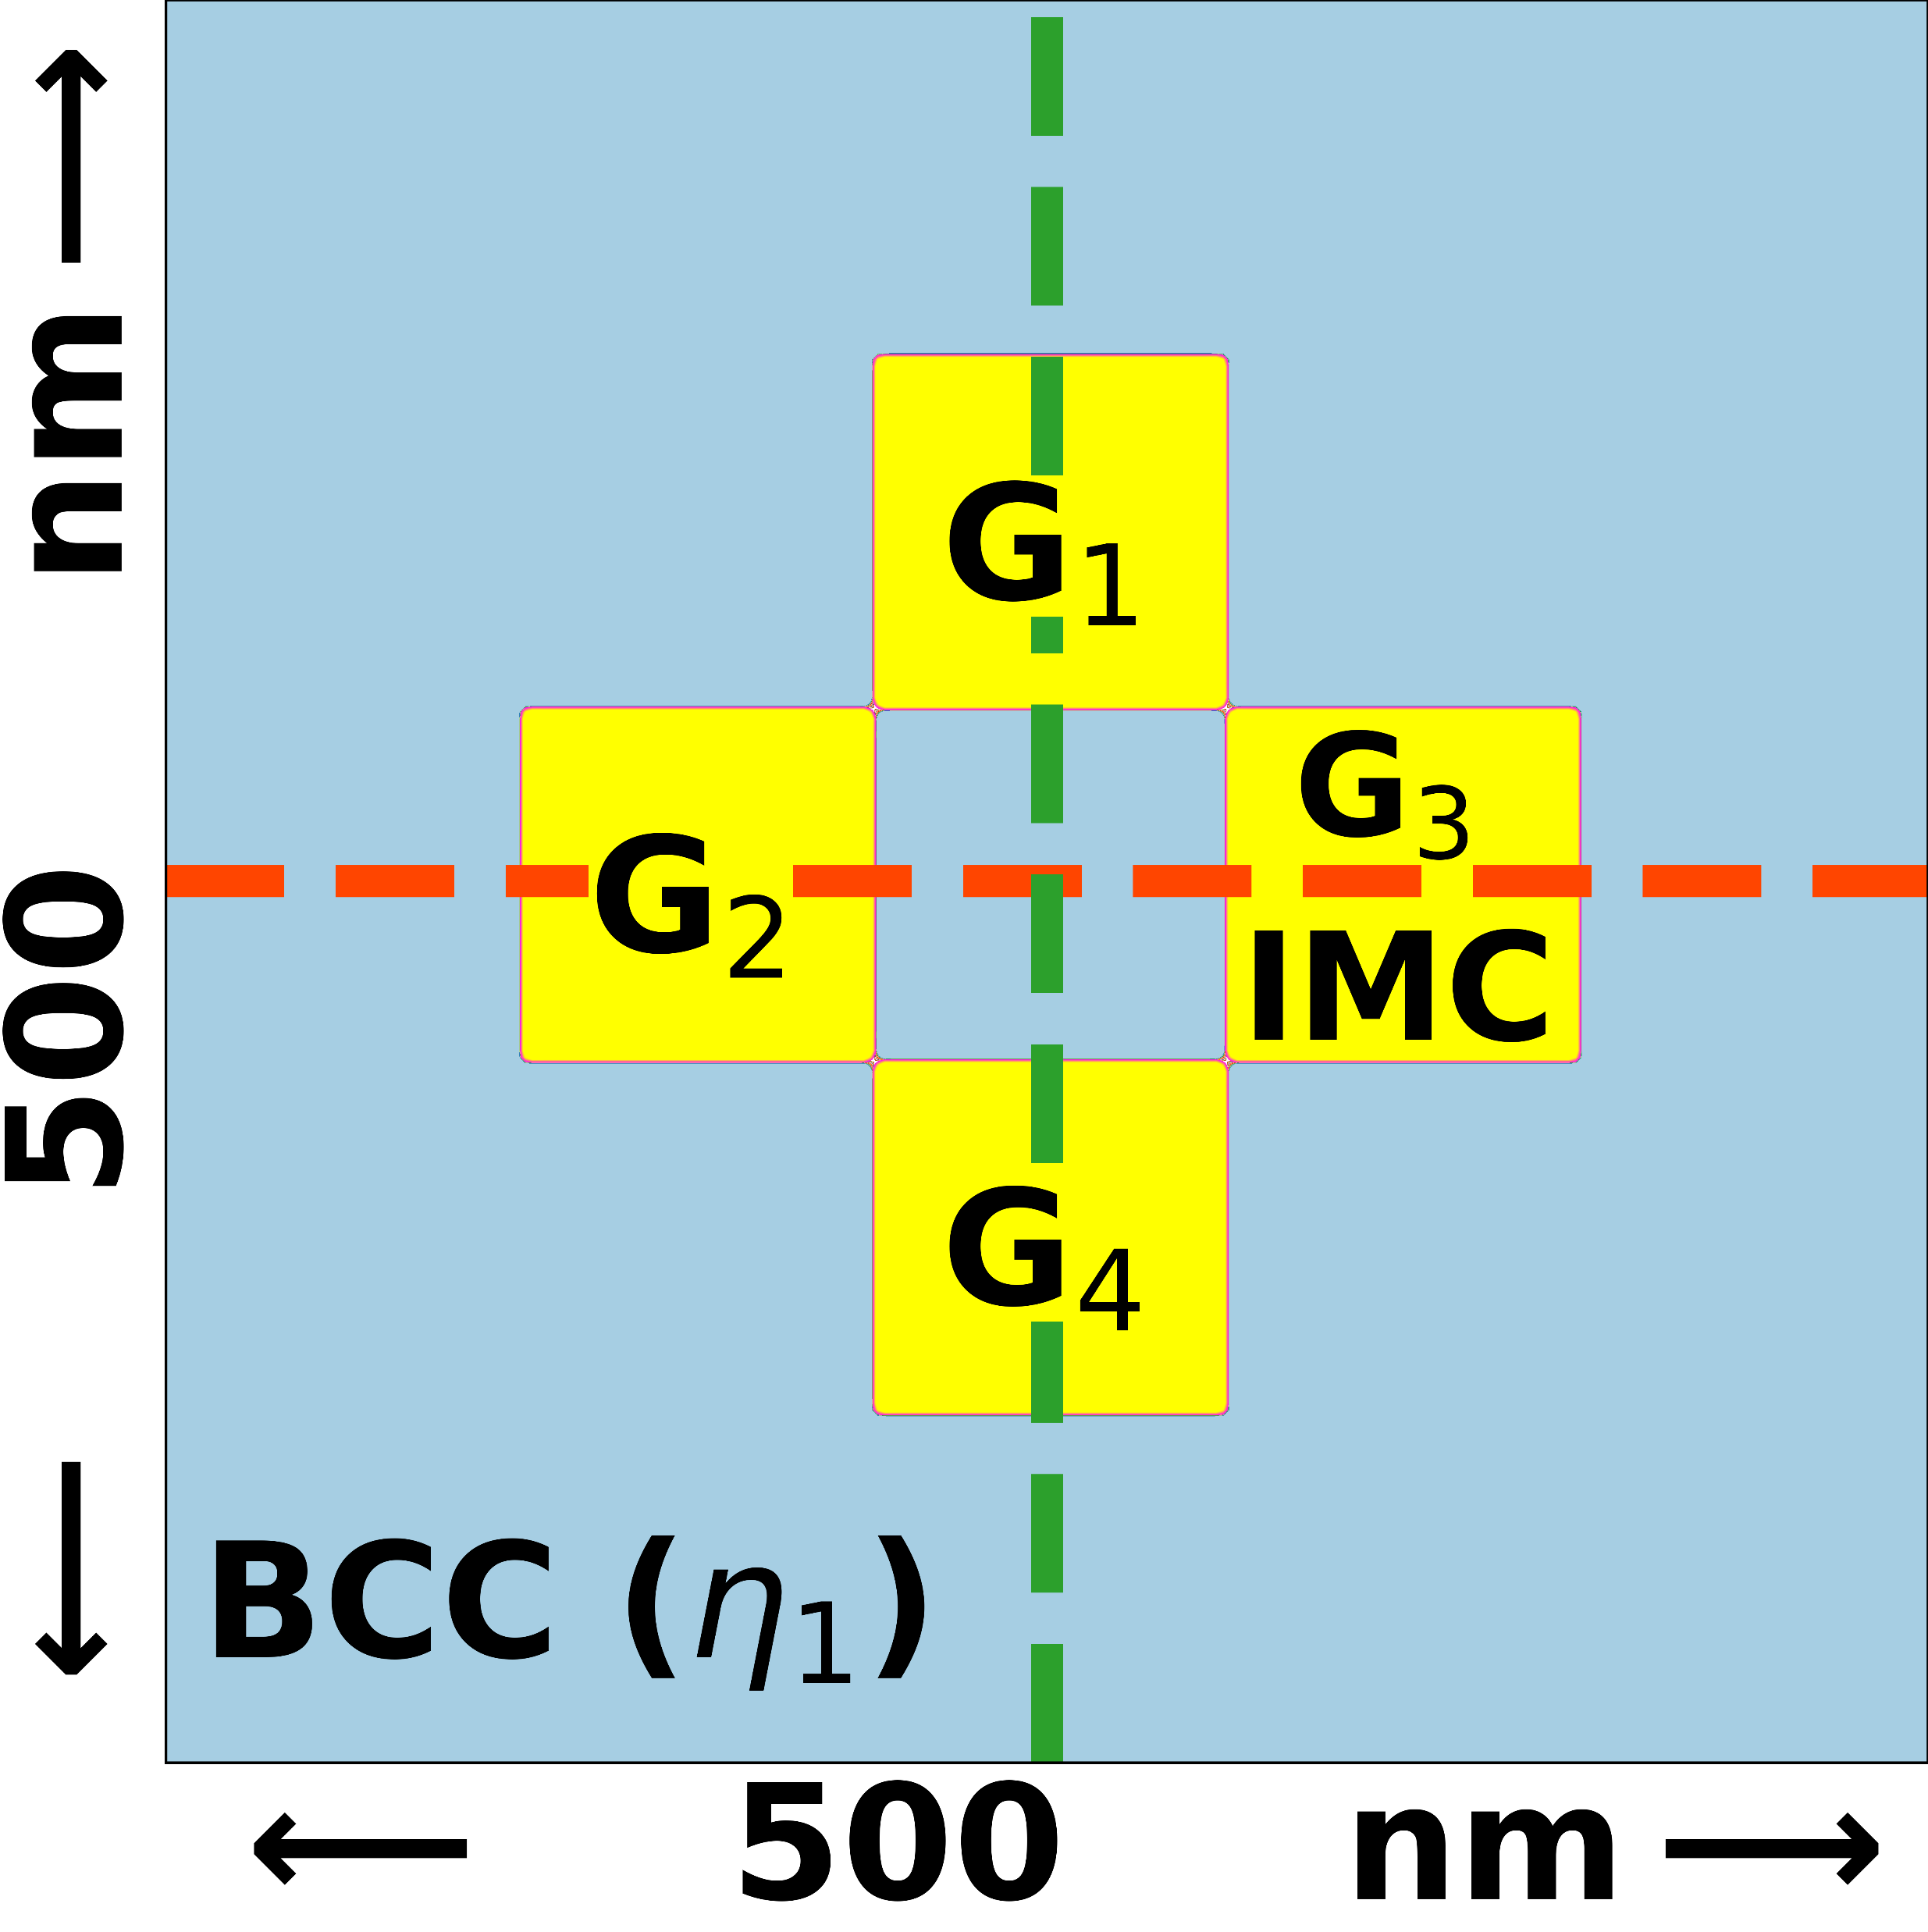 500 nm
G₁
G₂
G₃
IMC
G₄
BCC (η₁)
500 nm